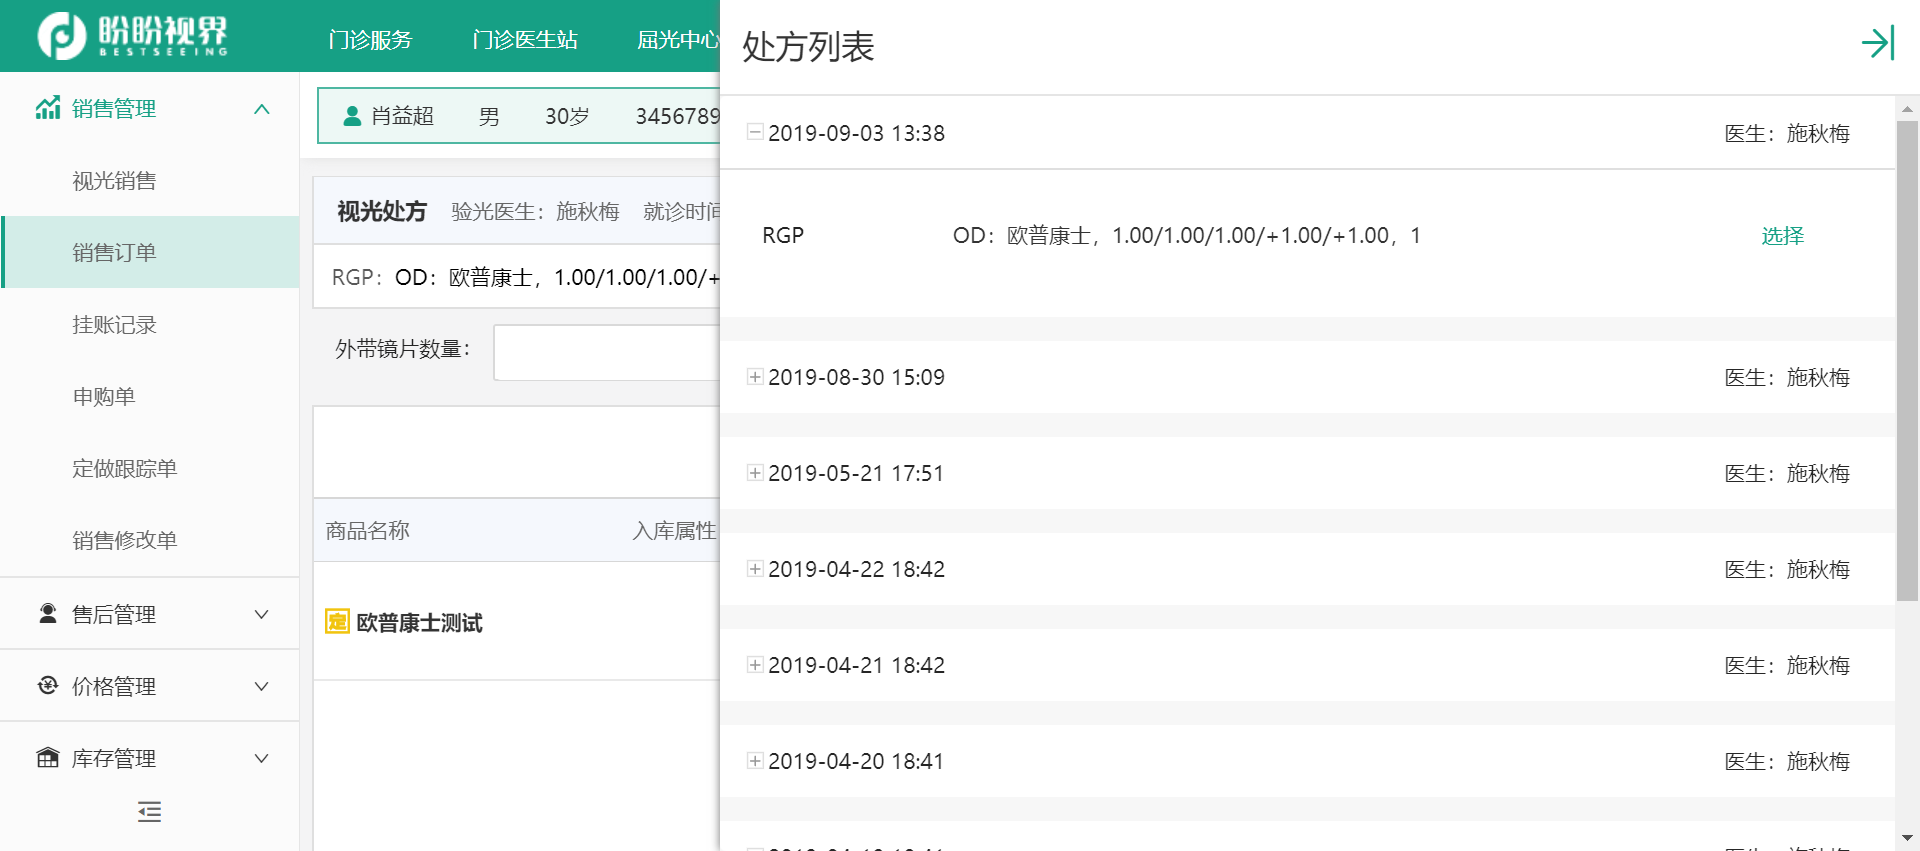 盼盼视界
BESTSEEING
门诊服务
门诊医生站
屈光中心
销售管理
视光销售
销售订单
挂账记录
申购单
定做跟踪单
销售修改单
售后管理
价格管理
库存管理
肖益超 男 30岁 3456789
视光处方 验光医生：施秋梅 就诊时间
RGP：OD：欧普康士，1.00/1.00/1.00/+
外带镜片数量：
商品名称 入库属性
定 欧普康士测试
处方列表
2019-09-03 13:38 医生：施秋梅
RGP OD：欧普康士，1.00/1.00/1.00/+1.00/+1.00，1 选择
2019-08-30 15:09 医生：施秋梅
2019-05-21 17:51 医生：施秋梅
2019-04-22 18:42 医生：施秋梅
2019-04-21 18:42 医生：施秋梅
2019-04-20 18:41 医生：施秋梅